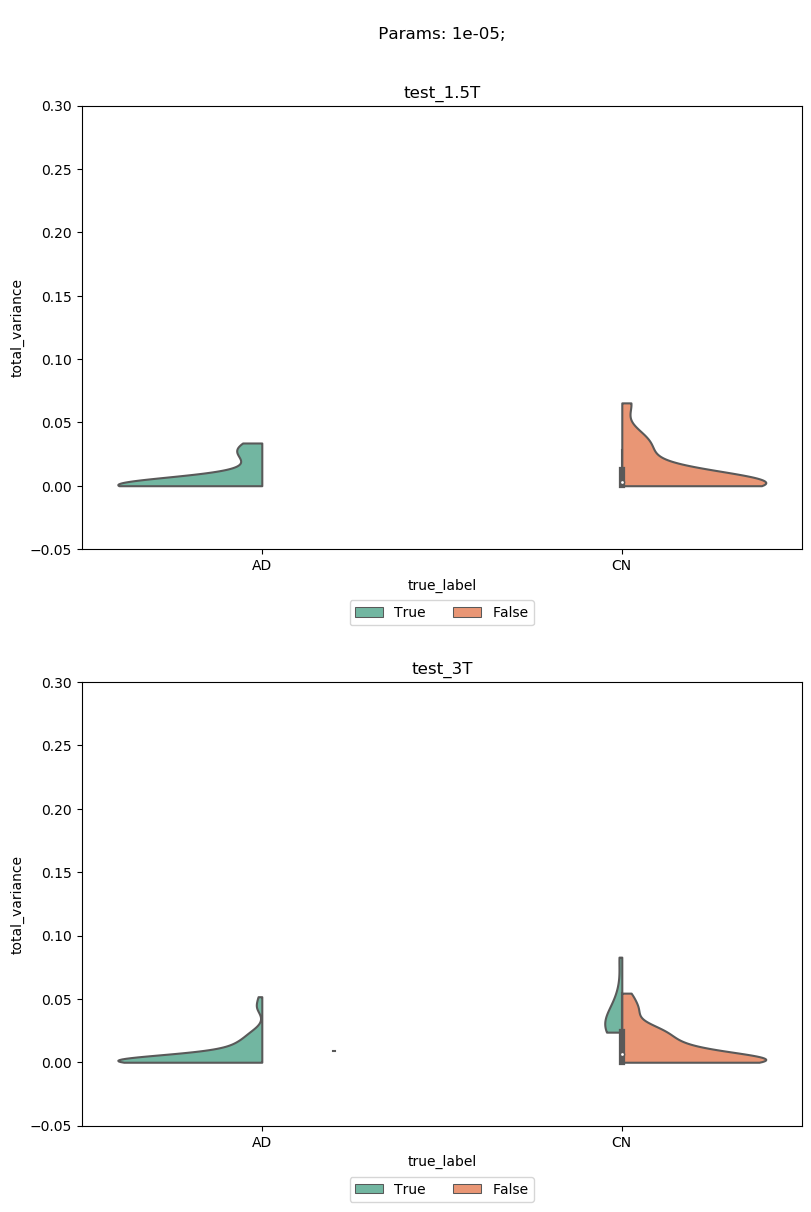 Params: 1e-05;
test_1.5T
0.30
0.25
0.20
0.15
0.10
0.05
0.00
−0.05
total_variance
AD CN
true_label
True False
test_3T
0.30
0.25
0.20
0.15
0.10
0.05
0.00
−0.05
total_variance
AD CN
true_label
True False